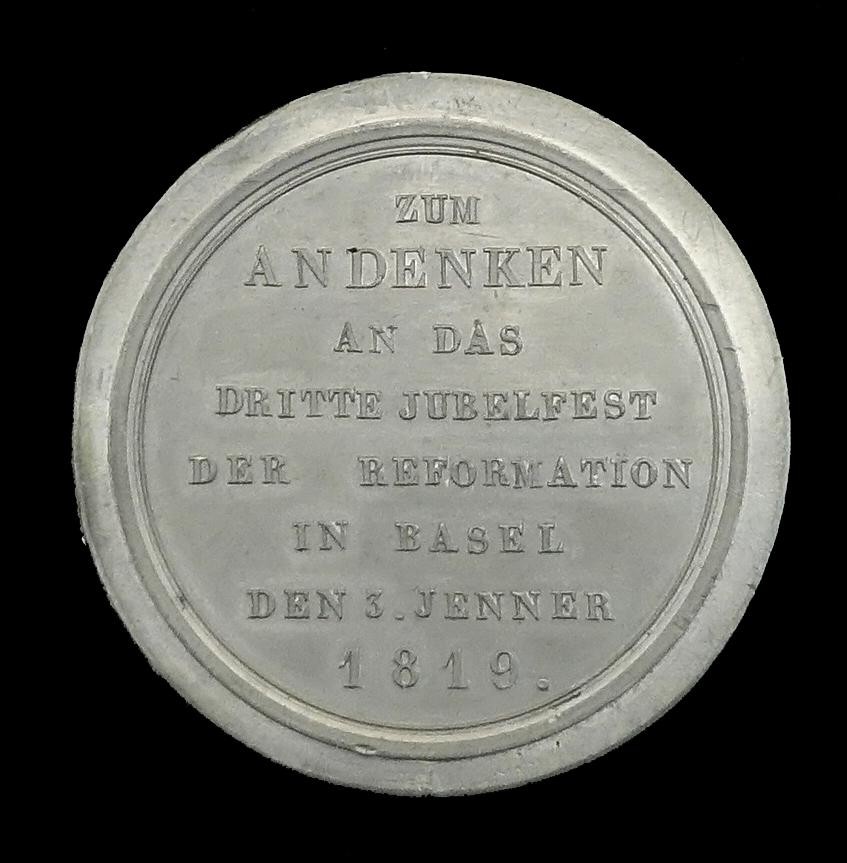 ZUM
ANDENKEN
AN DAS
DRITTE JUBELFEST
DER REFORMATION
IN BASEL
DEN 3. JENNER
1819.